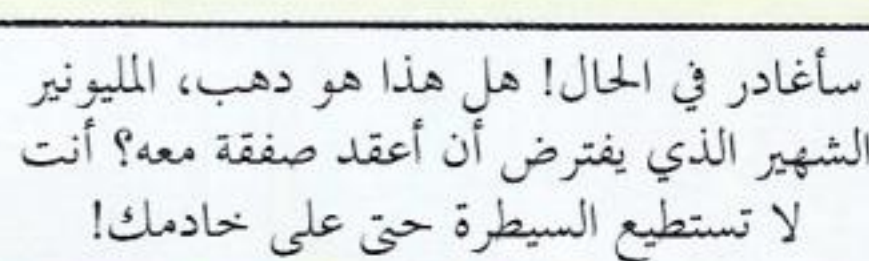 سأغادر في الحال! هل هذا هو دهب، المليونير
الشهير الذي يفترض أن أعقد صفقة معه؟ أنت
لا تستطيع السيطرة حتى على خادمك!